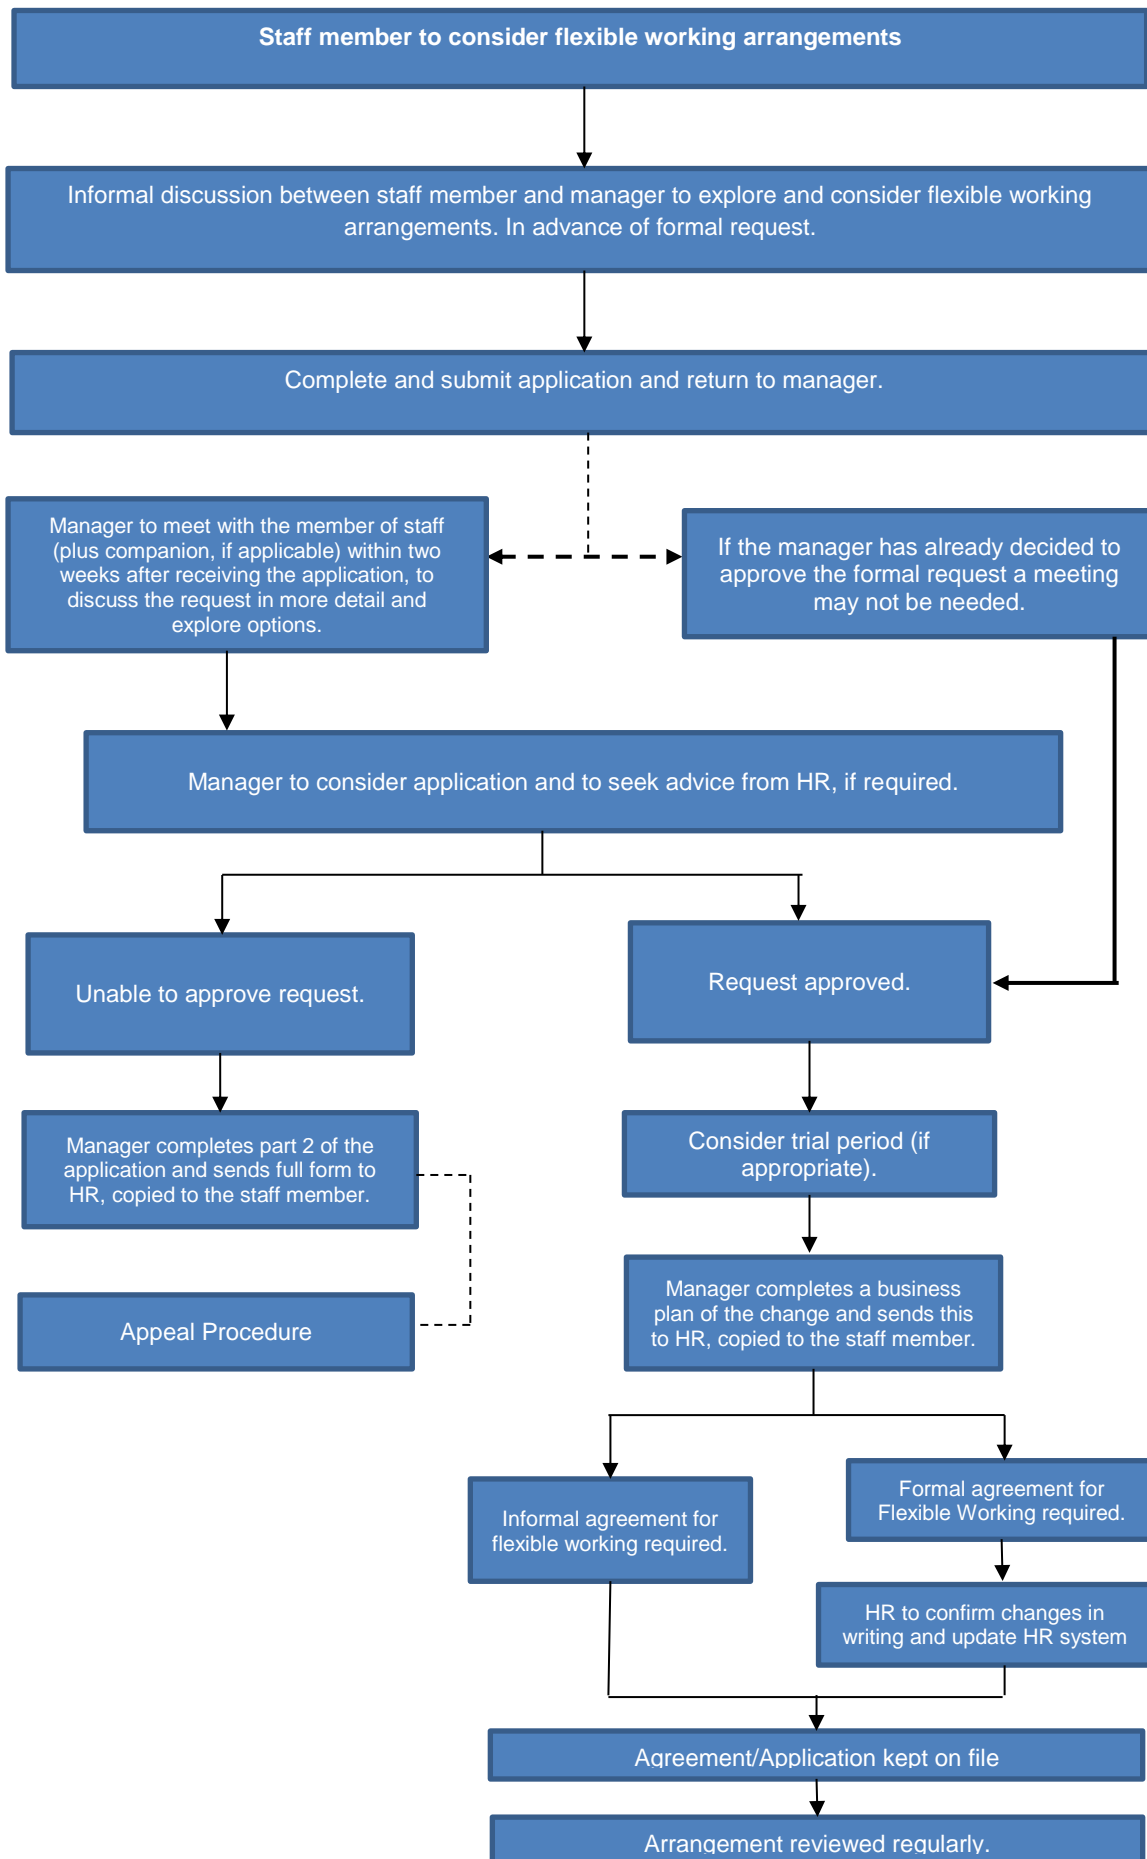 Staff member to consider flexible working arrangements
Informal discussion between staff member and manager to explore and consider flexible working
arrangements. In advance of formal request.
Complete and submit application and return to manager.
Manager to meet with the member of staff
(plus companion, if applicable) within two
weeks after receiving the application, to
discuss the request in more detail and
explore options.
If the manager has already decided to
approve the formal request a meeting
may not be needed.
Manager to consider application and to seek advice from HR, if required.
Unable to approve request.
Request approved.
Manager completes part 2 of the
application and sends full form to
HR, copied to the staff member.
Consider trial period (if
appropriate).
Appeal Procedure
Manager completes a business
plan of the change and sends this
to HR, copied to the staff member.
Informal agreement for
flexible working required.
Formal agreement for
Flexible Working required.
HR to confirm changes in
writing and update HR system
Agreement/Application kept on file
Arrangement reviewed regularly.